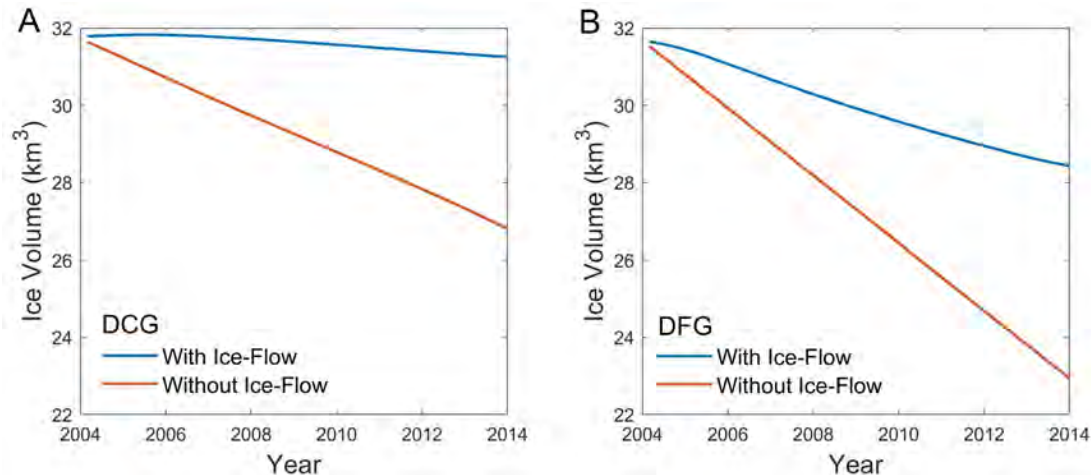 A
Ice Volume (km³)
32
30
28
26
24
22
DCG
With Ice-Flow
Without Ice-Flow
2004 2006 2008 2010 2012 2014
Year
B
Ice Volume (km³)
32
30
28
26
24
22
DFG
With Ice-Flow
Without Ice-Flow
2004 2006 2008 2010 2012 2014
Year